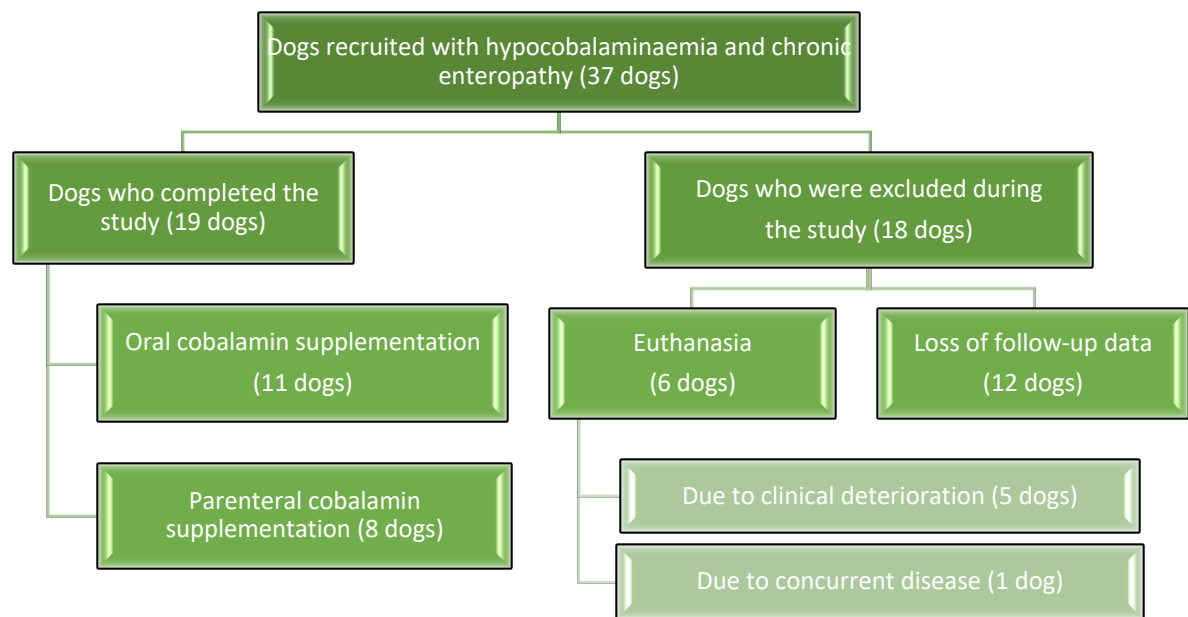 Dogs recruited with hypocobalaminaemia and chronic
enteropathy (37 dogs)
Dogs who completed the
study (19 dogs)
Oral cobalamin supplementation
(11 dogs)
Parenteral cobalamin
supplementation (8 dogs)
Dogs who were excluded during
the study (18 dogs)
Euthanasia
(6 dogs)
Due to clinical deterioration (5 dogs)
Due to concurrent disease (1 dog)
Loss of follow-up data
(12 dogs)